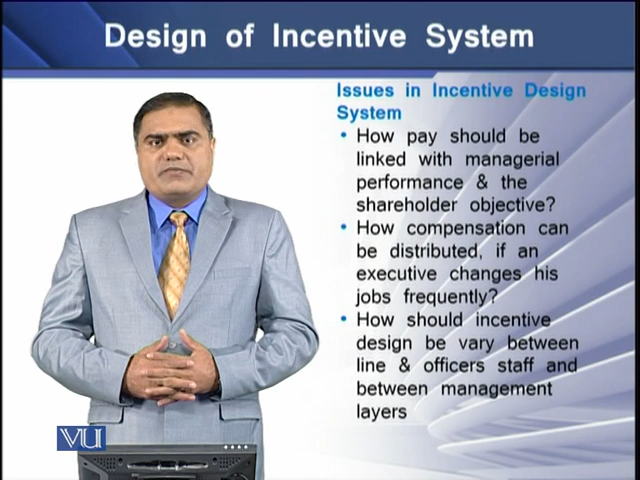 Design of Incentive System
Issues in Incentive Design
System
• How pay should be
linked with managerial
performance & the
shareholder objective?
• How compensation can
be distributed, if an
executive changes his
jobs frequently?
• How should incentive
design be vary between
line & officers staff and
between management
layers
VU